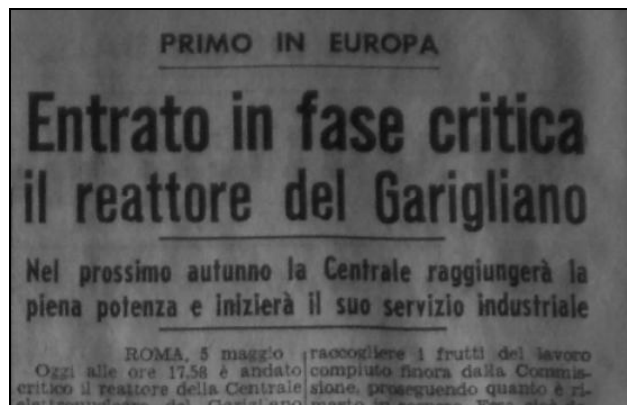 PRIMO IN EUROPA
Entrato in fase critica
il reattore del Garigliano
Nel prossimo autunno la Centrale raggiungerà la
piena potenza e inizierà il suo servizio industriale
ROMA, 5 maggio
Oggi alle ore 17,58 è andato
critico il reattore della Centrale
del Garigliano
raccogliere i frutti del lavoro
compiuto finora dalla Commis-
sione, proseguendo quanto è ri-